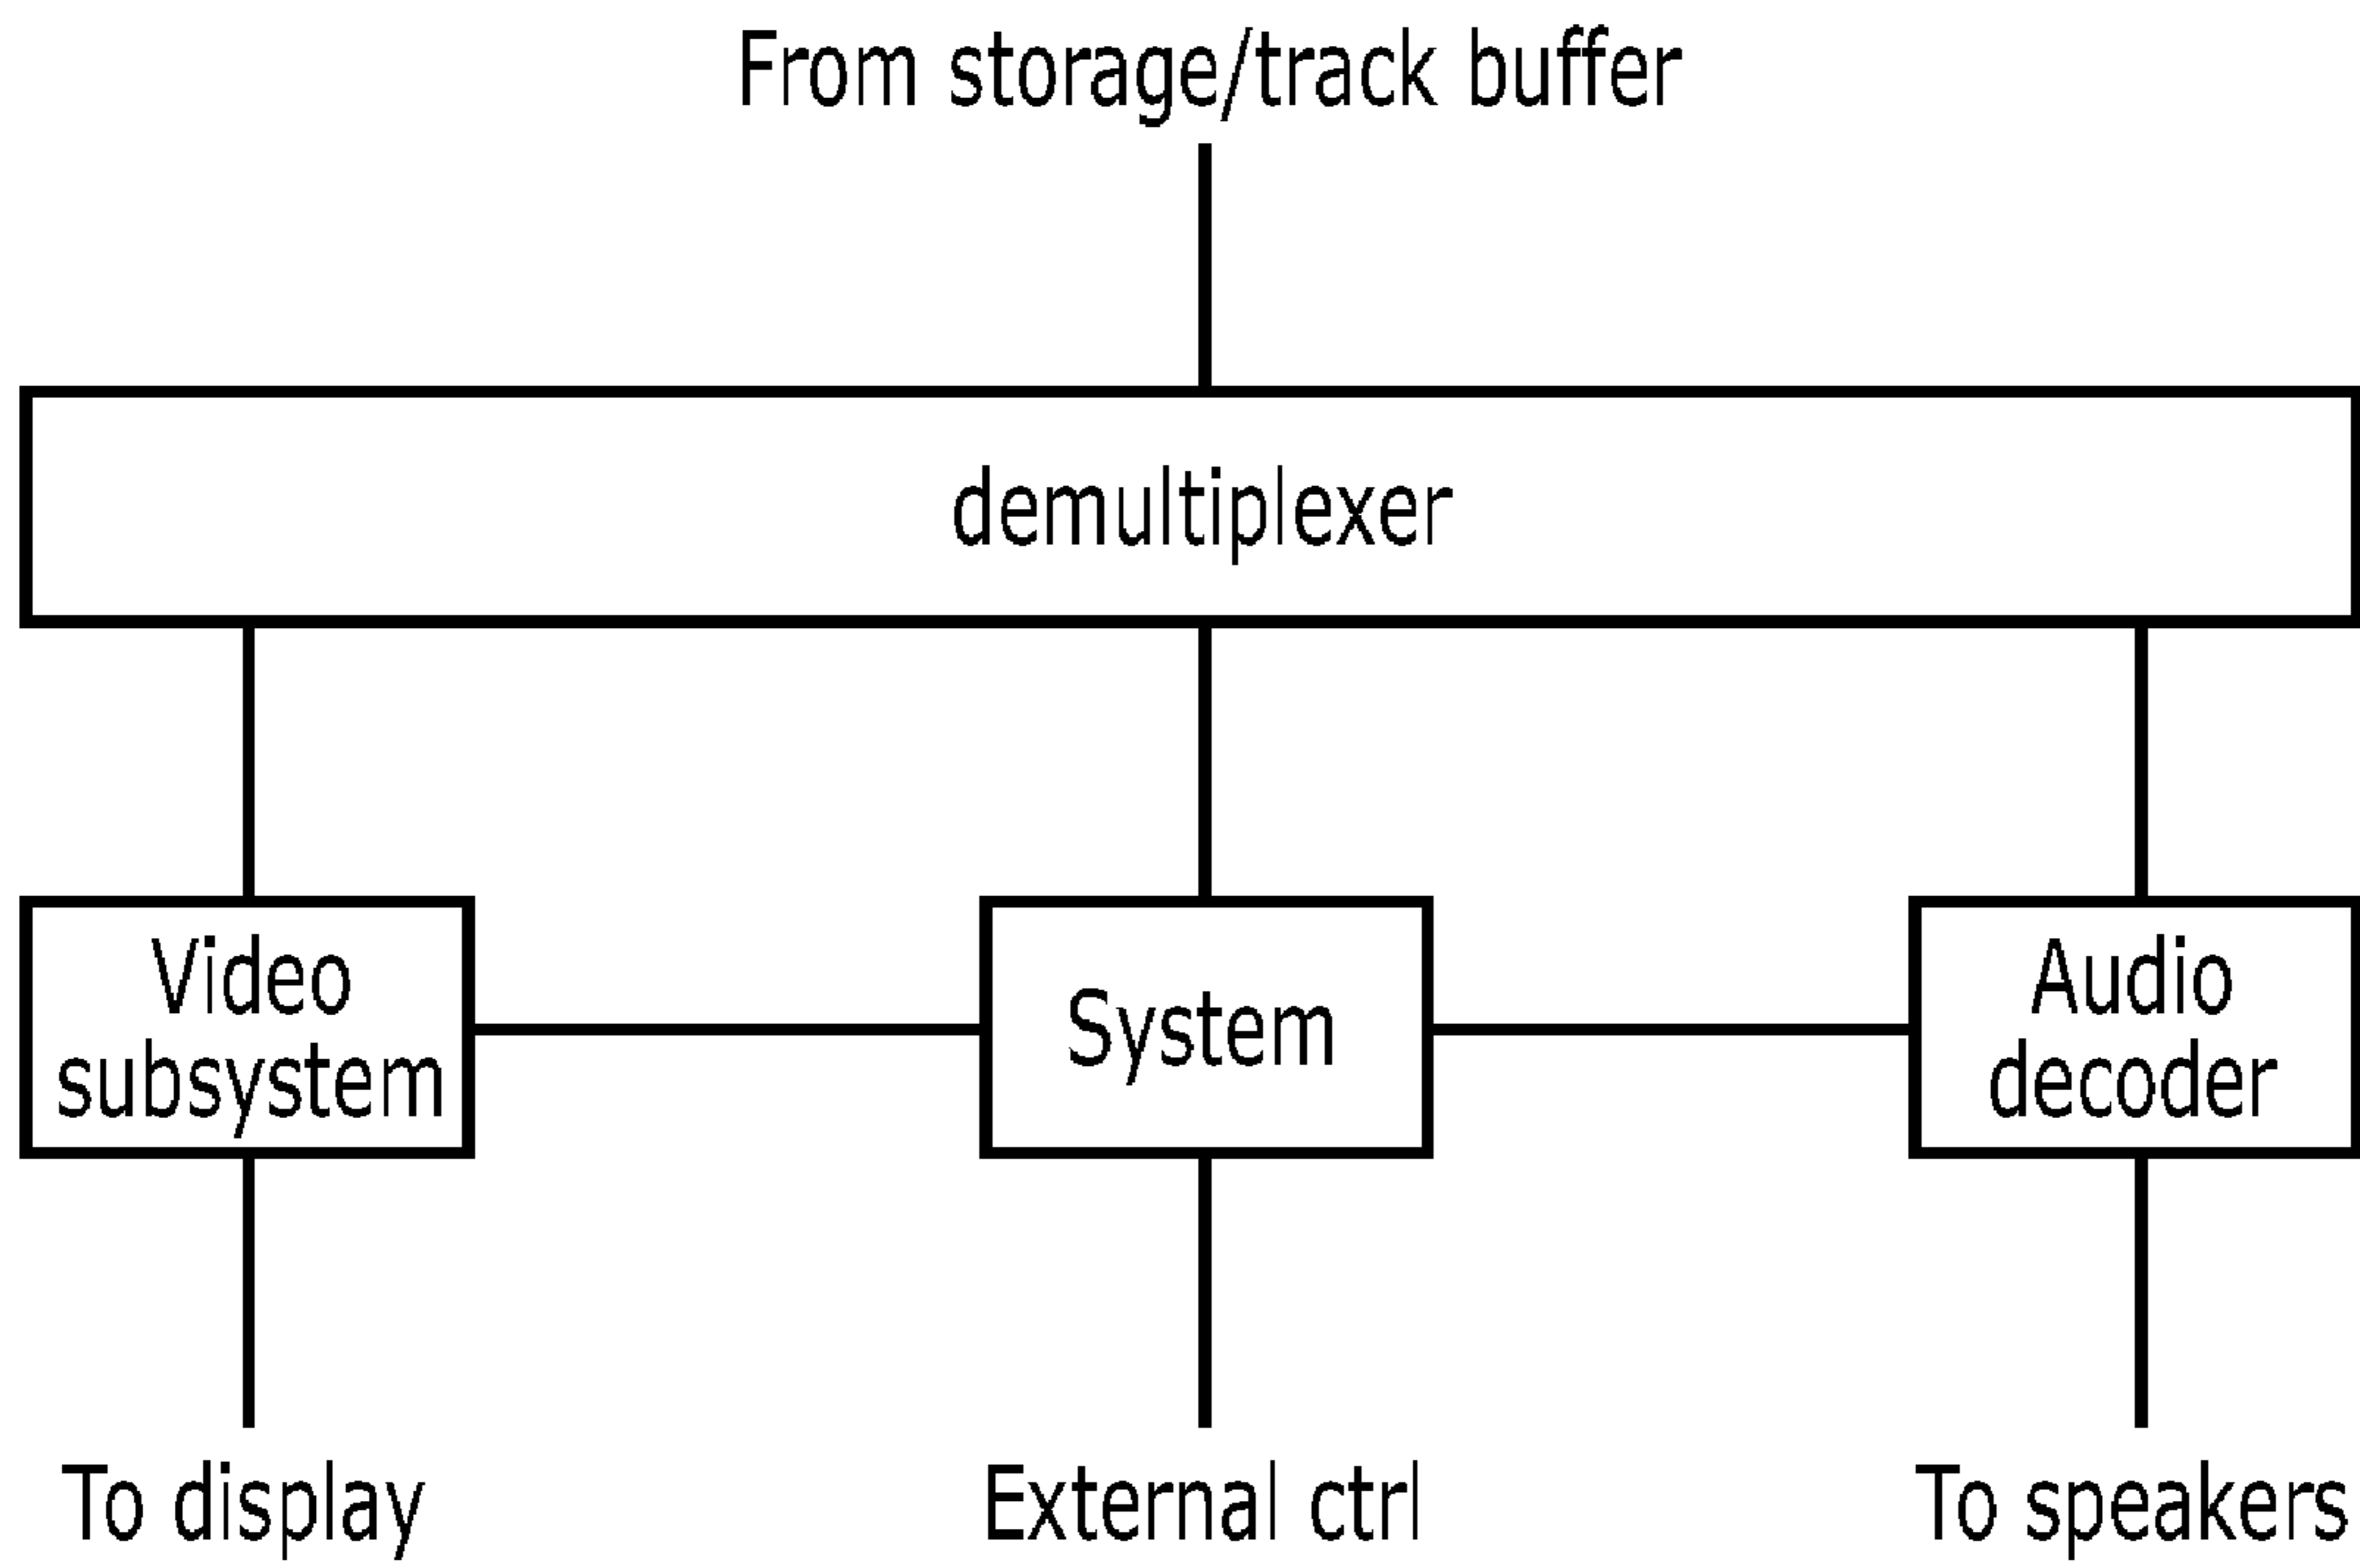 From storage/track buffer
demultiplexer
Video
subsystem
System
Audio
decoder
To display
External ctrl
To speakers